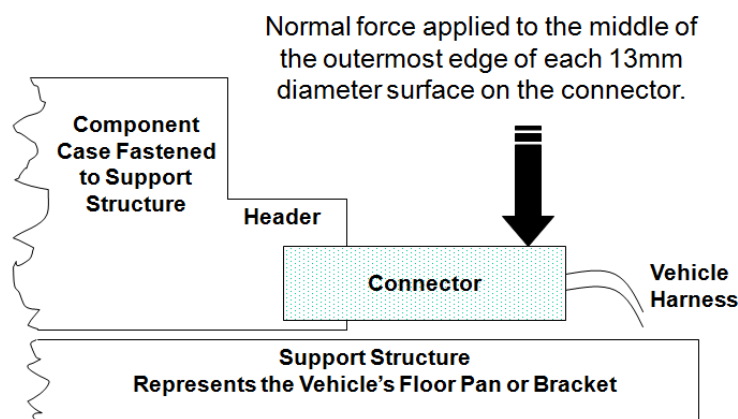 Normal force applied to the middle of
the outermost edge of each 13mm
diameter surface on the connector.
Component
Case Fastened
to Support
Structure
Header
Connector
Vehicle
Harness
Support Structure
Represents the Vehicle's Floor Pan or Bracket